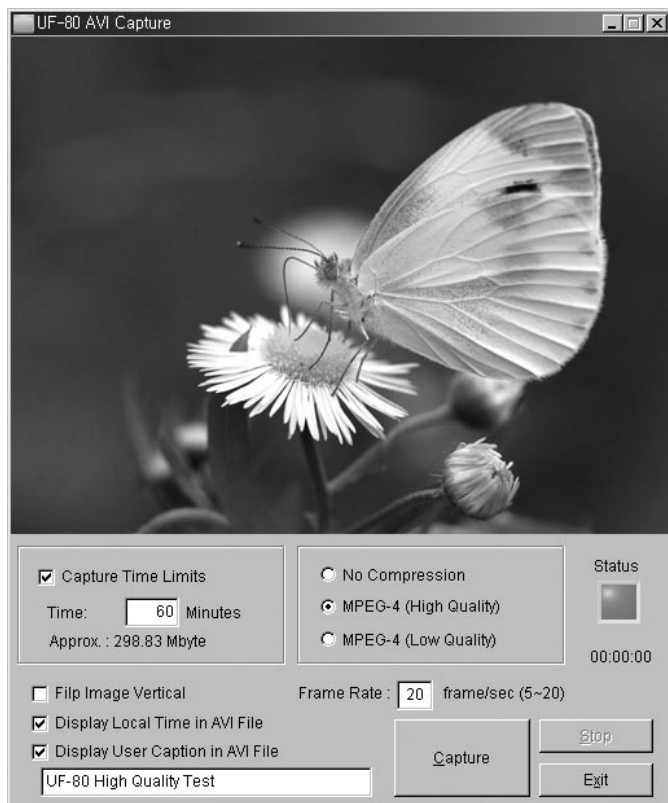 UF-80 AVI Capture
Capture Time Limits
Time: 60 Minutes
Approx. : 298.83 Mbyte
No Compression
MPEG-4 (High Quality)
MPEG-4 (Low Quality)
Status
00:00:00
Filp Image Vertical
Frame Rate : 20 frame/sec (5~20)
Display Local Time in AVI File
Display User Caption in AVI File
UF-80 High Quality Test
Capture
Stop
Exit